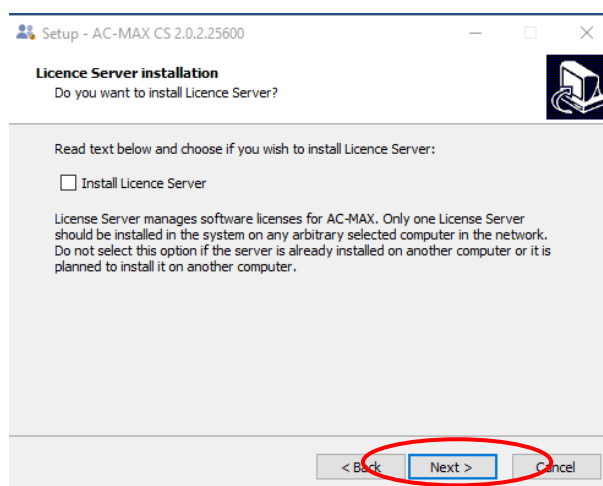 Setup - AC-MAX CS 2.0.2.25600
Licence Server installation
Do you want to install Licence Server?
Read text below and choose if you wish to install Licence Server:
Install Licence Server
License Server manages software licenses for AC-MAX. Only one License Server
should be installed in the system on any arbitrary selected computer in the network.
Do not select this option if the server is already installed on another computer or it is
planned to install it on another computer.
< Back Next > Cancel